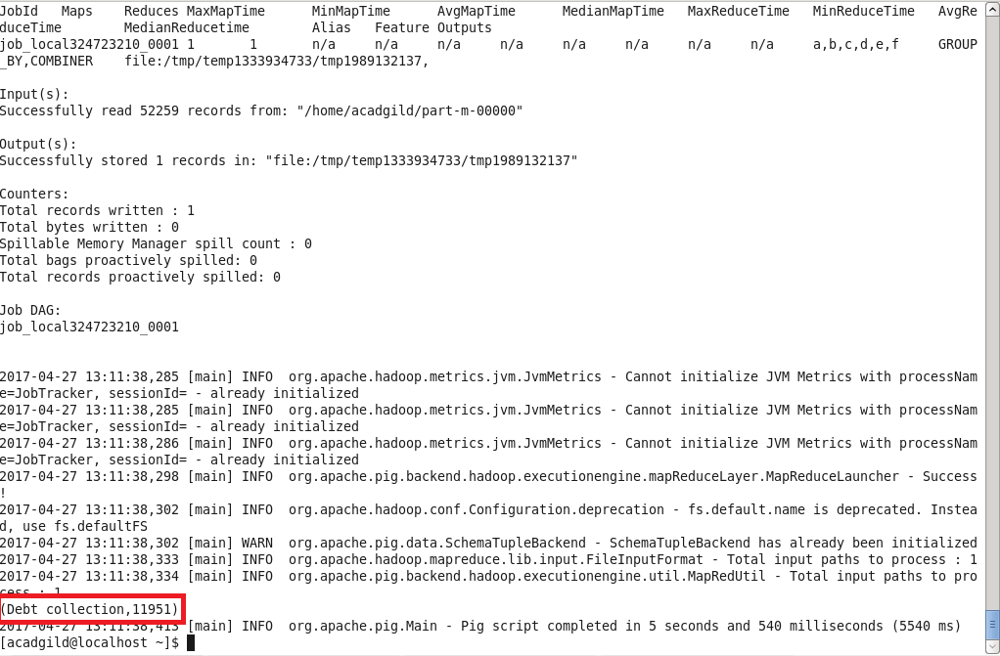 JobId   Maps    Reduces MaxMapTime      MinMapTime      AvgMapTime      MedianMapTime   MaxReduceTime   MinReduceTime   AvgRe
duceTime        MedianReducetime        Alias   Feature Outputs
job_local324723210_0001 1       1       n/a     n/a     n/a     n/a     n/a     n/a     n/a     n/a     a,b,c,d,e,f     GROUP
_BY,COMBINER    file:/tmp/temp1333934733/tmp1989132137,
Input(s):
Successfully read 52259 records from: "/home/acadgild/part-m-00000"
Output(s):
Successfully stored 1 records in: "file:/tmp/temp1333934733/tmp1989132137"
Counters:
Total records written : 1
Total bytes written : 0
Spillable Memory Manager spill count : 0
Total bags proactively spilled: 0
Total records proactively spilled: 0
Job DAG:
job_local324723210_0001
2017-04-27 13:11:38,285 [main] INFO  org.apache.hadoop.metrics.jvm.JvmMetrics - Cannot initialize JVM Metrics with processNam
e=JobTracker, sessionId= - already initialized
2017-04-27 13:11:38,285 [main] INFO  org.apache.hadoop.metrics.jvm.JvmMetrics - Cannot initialize JVM Metrics with processNam
e=JobTracker, sessionId= - already initialized
2017-04-27 13:11:38,286 [main] INFO  org.apache.hadoop.metrics.jvm.JvmMetrics - Cannot initialize JVM Metrics with processNam
e=JobTracker, sessionId= - already initialized
2017-04-27 13:11:38,298 [main] INFO  org.apache.pig.backend.hadoop.executionengine.mapReduceLayer.MapReduceLauncher - Success
!
2017-04-27 13:11:38,302 [main] INFO  org.apache.hadoop.conf.Configuration.deprecation - fs.default.name is deprecated. Instea
d, use fs.defaultFS
2017-04-27 13:11:38,302 [main] WARN  org.apache.pig.data.SchemaTupleBackend - SchemaTupleBackend has already been initialized
2017-04-27 13:11:38,333 [main] INFO  org.apache.hadoop.mapreduce.lib.input.FileInputFormat - Total input paths to process : 1
2017-04-27 13:11:38,334 [main] INFO  org.apache.pig.backend.hadoop.executionengine.util.MapRedUtil - Total input paths to pro
cess : 1
(Debt collection,11951)
2017-04-27 13:11:38,413 [main] INFO  org.apache.pig.Main - Pig script completed in 5 seconds and 540 milliseconds (5540 ms)
[acadgild@localhost ~]$